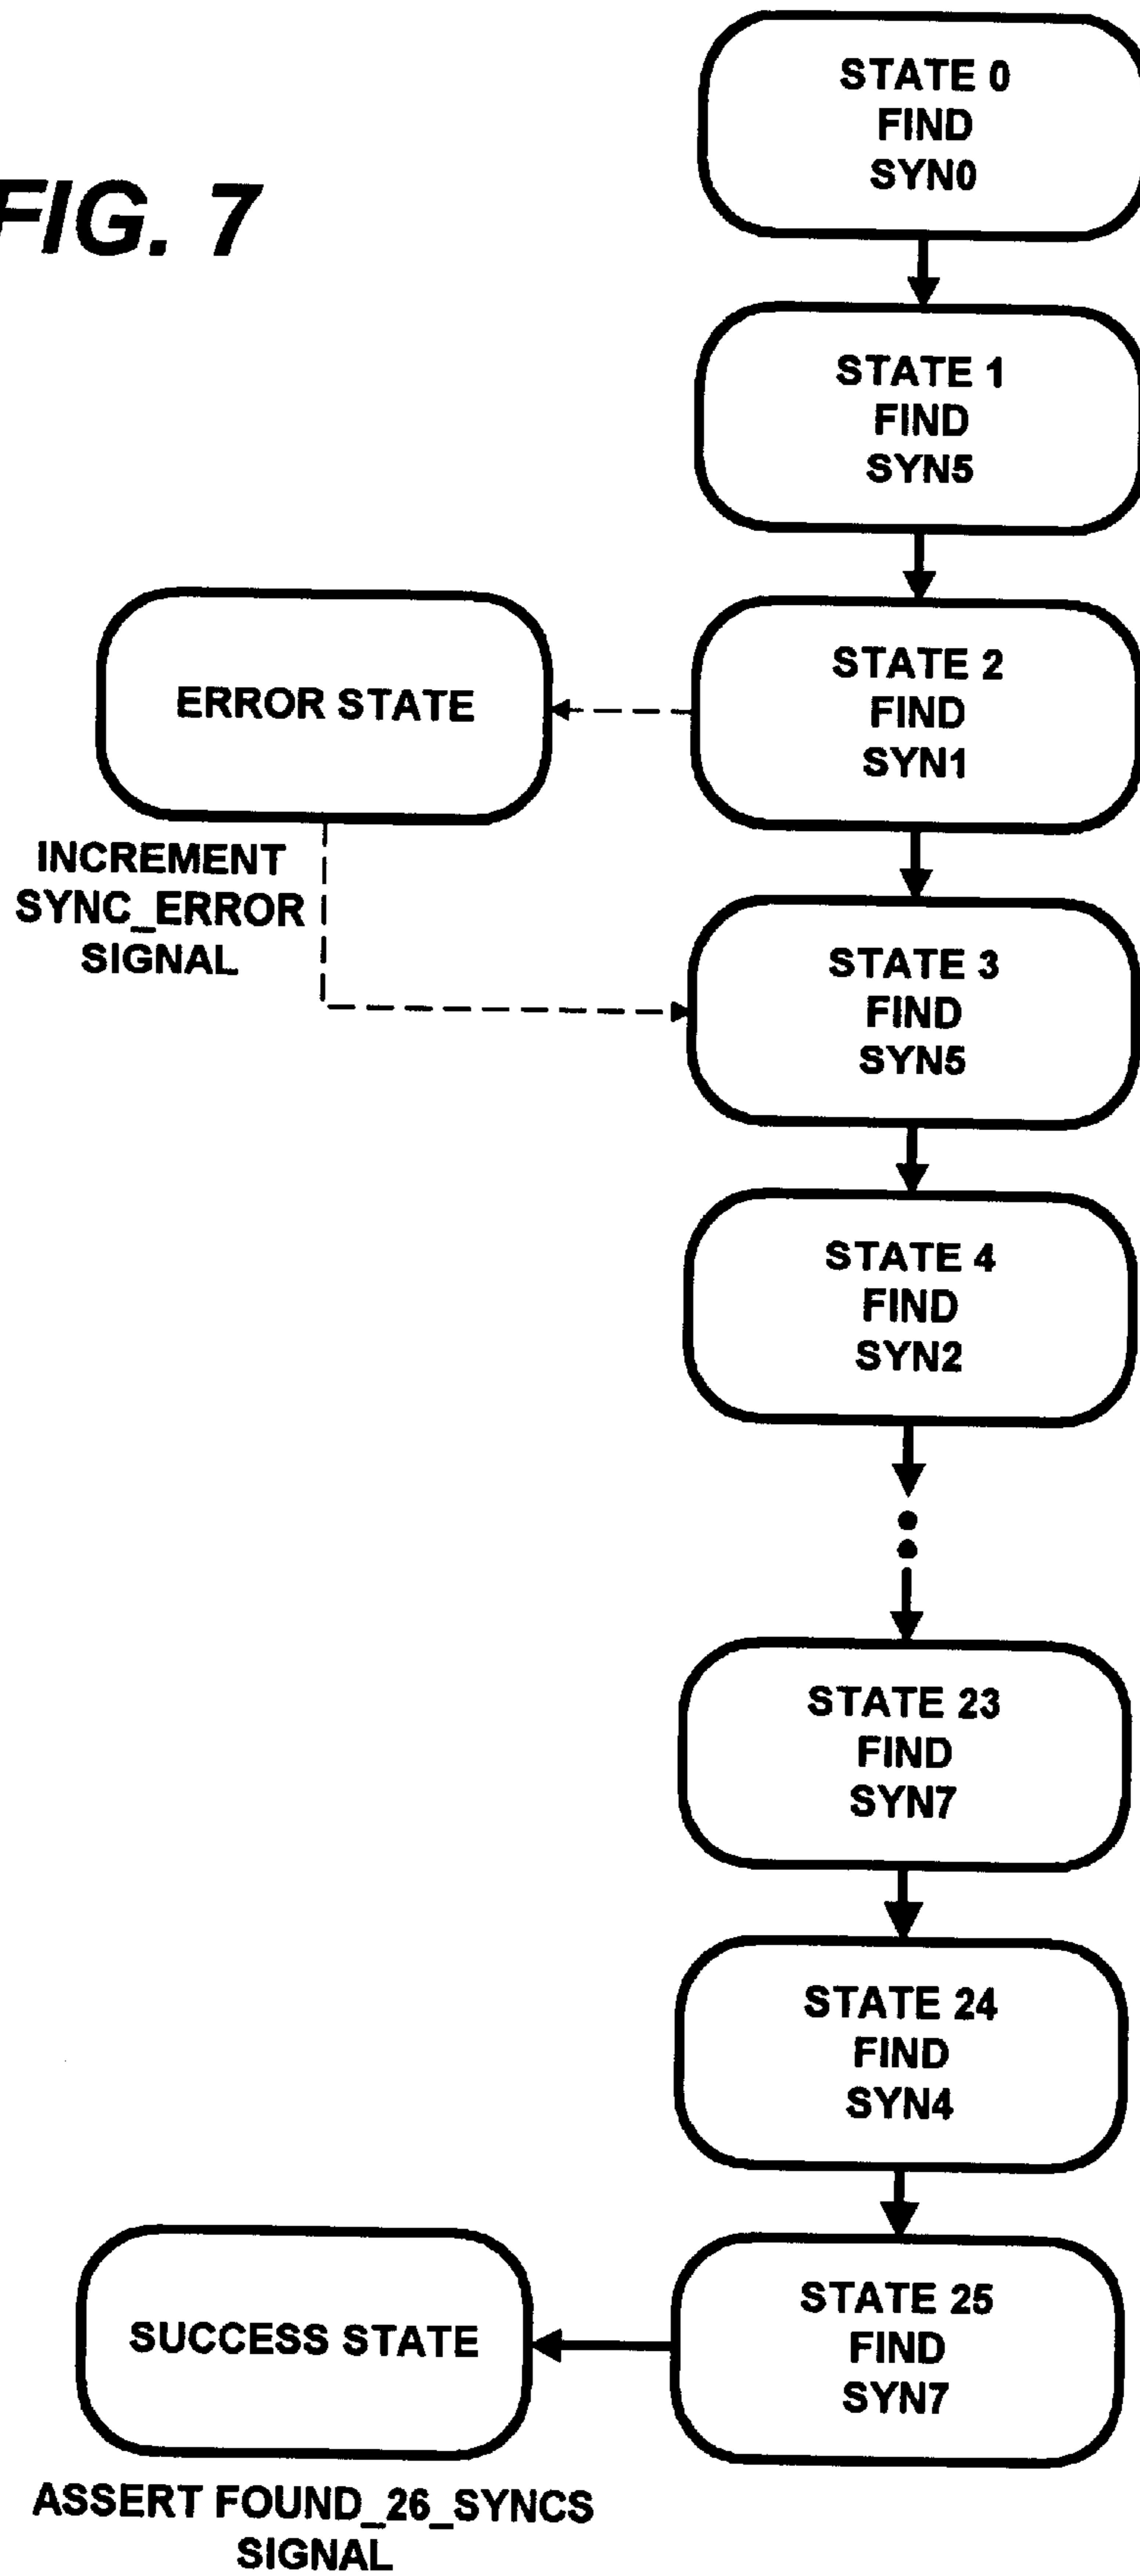 FIG. 7
STATE 0
FIND
SYN0
STATE 1
FIND
SYN5
STATE 2
FIND
SYN1
ERROR STATE
INCREMENT
SYNC_ERROR
SIGNAL
STATE 3
FIND
SYN5
STATE 4
FIND
SYN2
STATE 23
FIND
SYN7
STATE 24
FIND
SYN4
STATE 25
FIND
SYN7
SUCCESS STATE
ASSERT FOUND_26_SYNCS
SIGNAL